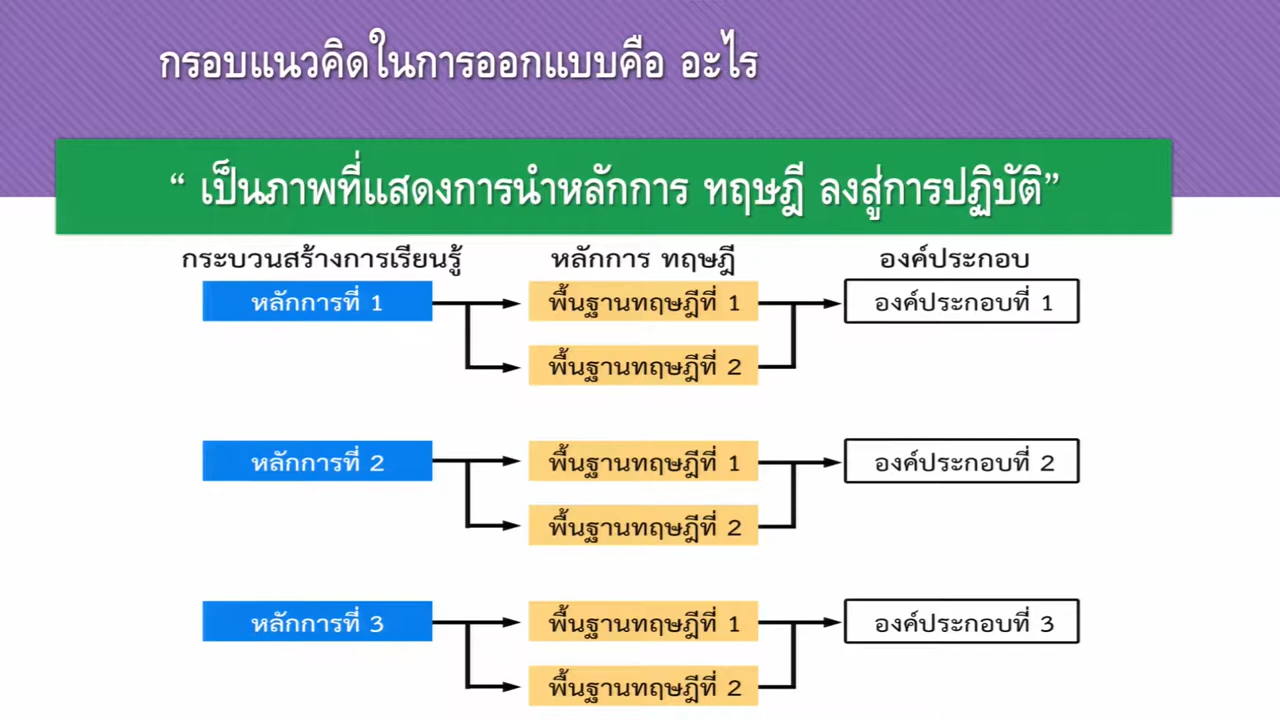 กรอบแนวคิดในการออกแบบคือ อะไร
“ เป็นภาพที่แสดงการนำหลักการ ทฤษฎี ลงสู่การปฏิบัติ”
กระบวนสร้างการเรียนรู้ หลักการ ทฤษฎี องค์ประกอบ
หลักการที่ 1 พื้นฐานทฤษฎีที่ 1 องค์ประกอบที่ 1
พื้นฐานทฤษฎีที่ 2
หลักการที่ 2 พื้นฐานทฤษฎีที่ 1 องค์ประกอบที่ 2
พื้นฐานทฤษฎีที่ 2
หลักการที่ 3 พื้นฐานทฤษฎีที่ 1 องค์ประกอบที่ 3
พื้นฐานทฤษฎีที่ 2